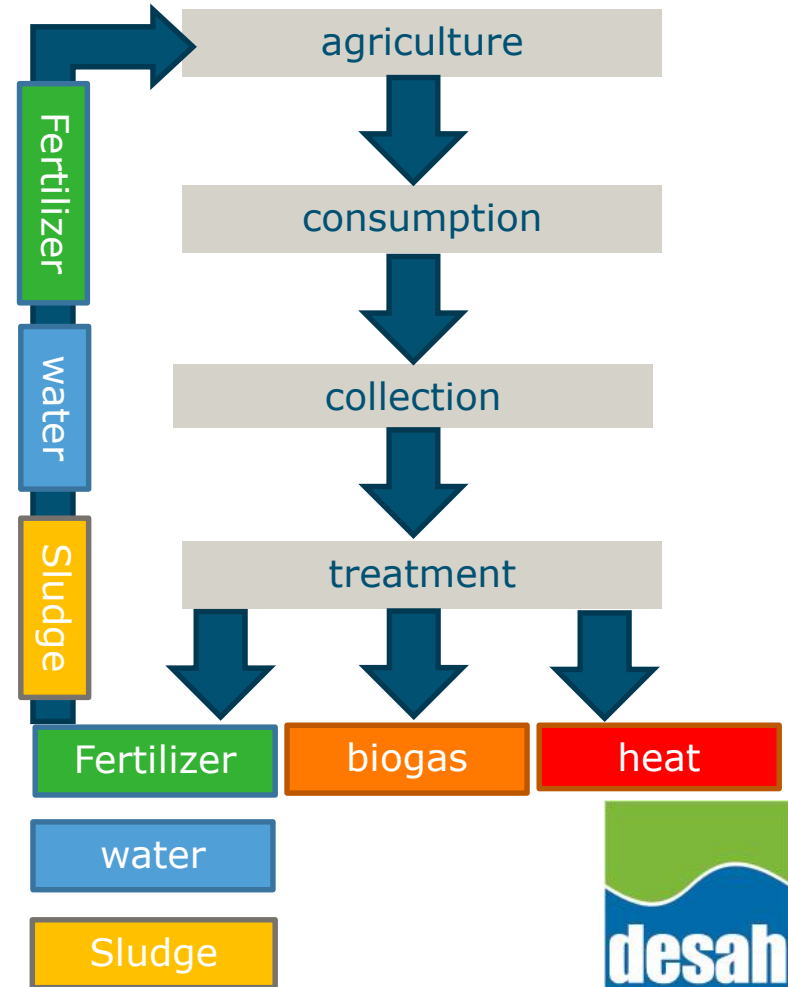 agriculture
Fertilizer
consumption
water
collection
Sludge
treatment
Fertilizer
biogas
heat
water
Sludge
desah